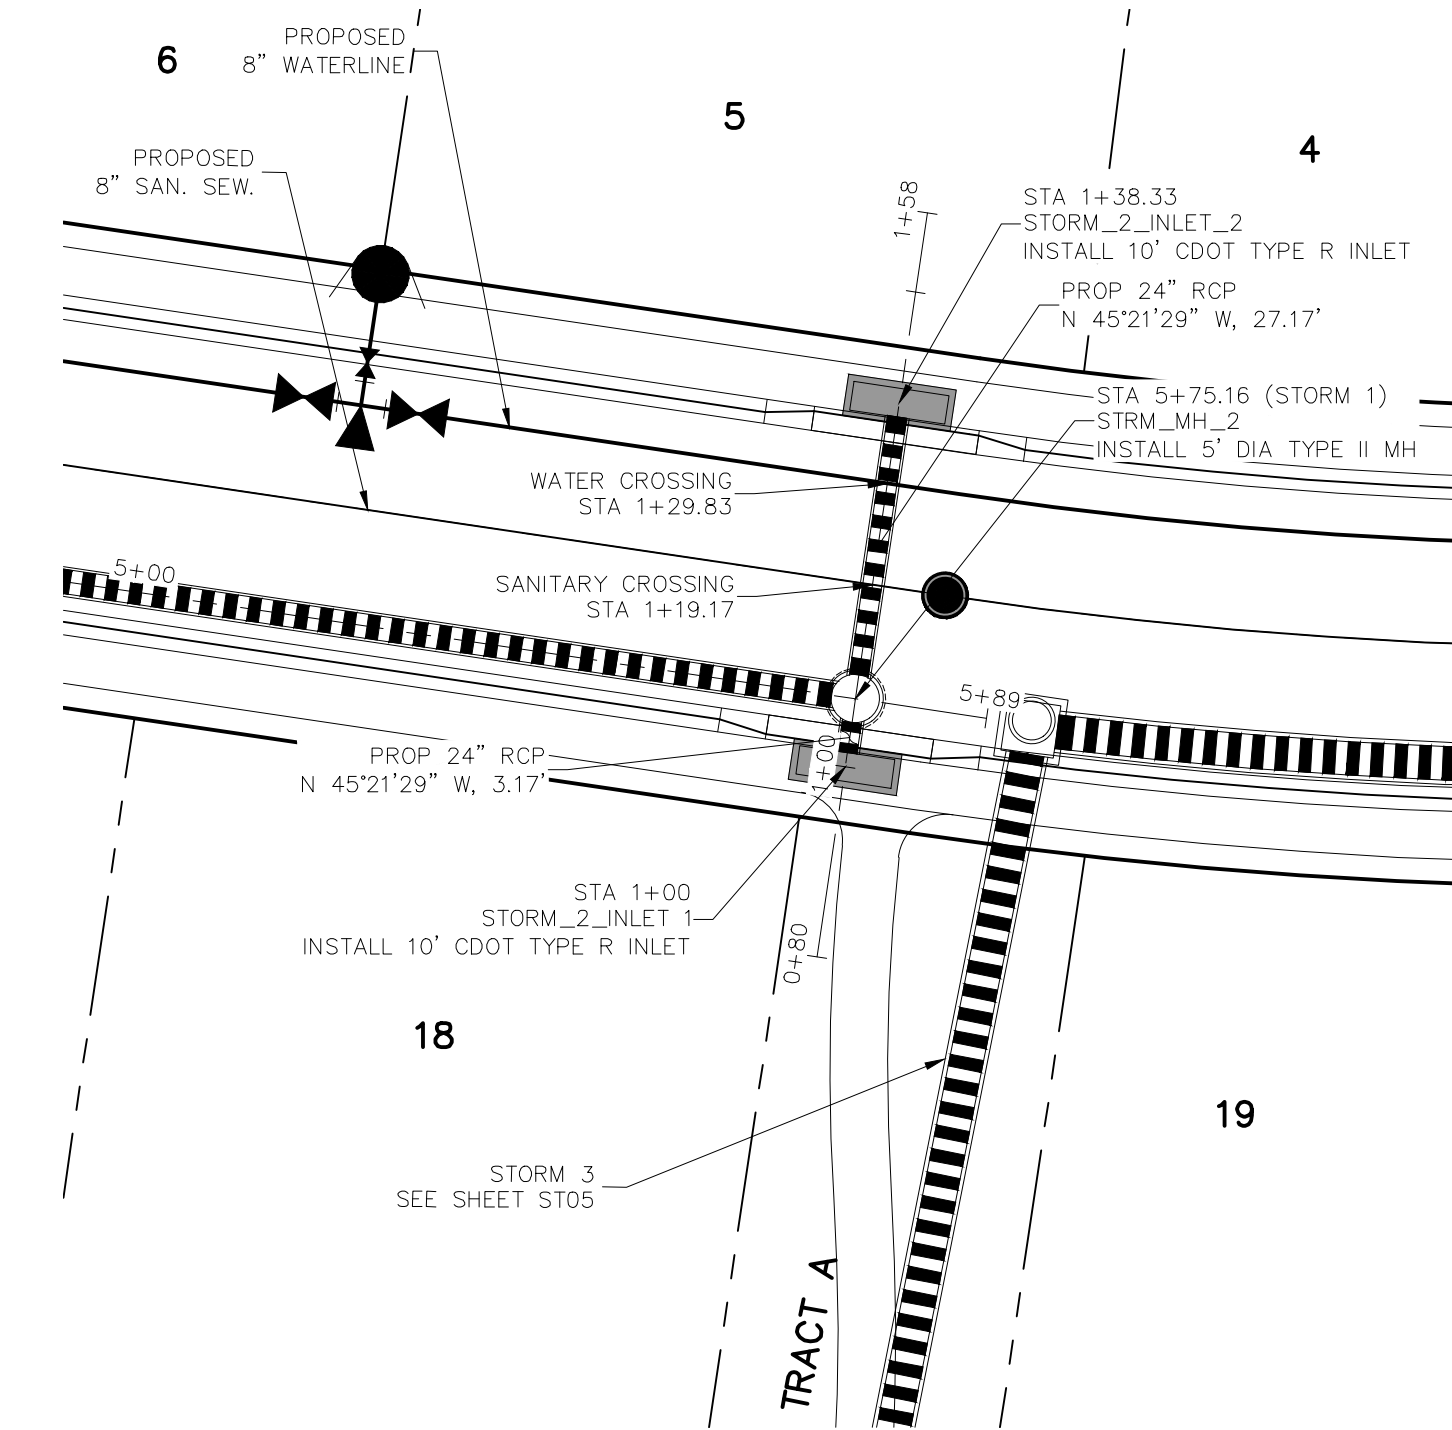 PROPOSED
8" WATERLINE
6
5
4
PROPOSED
8" SAN. SEW.
1+58
STA 1+38.33
STORM_2_INLET_2
INSTALL 10' CDOT TYPE R INLET
PROP 24" RCP
N 45°21'29" W, 27.17'
STA 5+75.16 (STORM 1)
STRM_MH_2
INSTALL 5' DIA TYPE II MH
WATER CROSSING
STA 1+29.83
5+00
SANITARY CROSSING
STA 1+19.17
5+89
PROP 24" RCP
N 45°21'29" W, 3.17'
1+00
STA 1+00
STORM_2_INLET 1
INSTALL 10' CDOT TYPE R INLET
0+80
18
19
STORM 3
SEE SHEET ST05
TRACT A